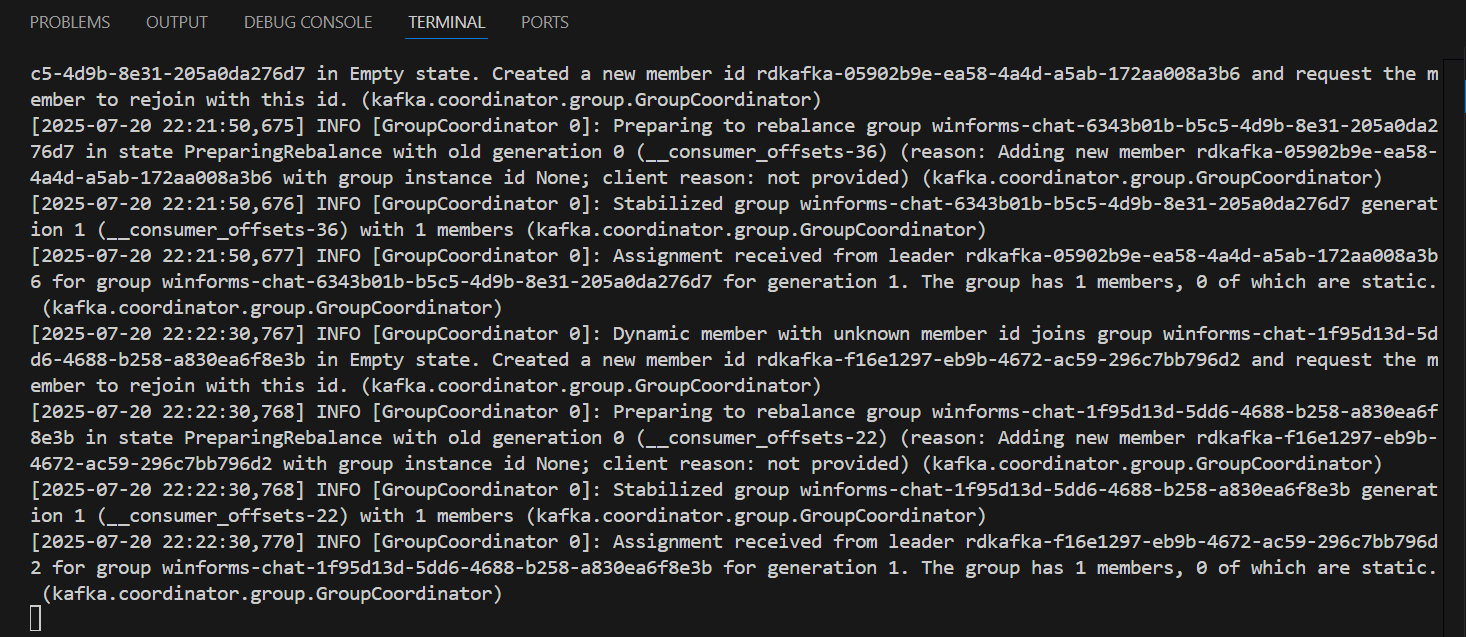 PROBLEMS OUTPUT DEBUG CONSOLE TERMINAL PORTS
c5-4d9b-8e31-205a0da276d7 in Empty state. Created a new member id rdkafka-05902b9e-ea58-4a4d-a5ab-172aa008a3b6 and request the m
ember to rejoin with this id. (kafka.coordinator.group.GroupCoordinator)
[2025-07-20 22:21:50,675] INFO [GroupCoordinator 0]: Preparing to rebalance group winforms-chat-6343b01b-b5c5-4d9b-8e31-205a0da2
76d7 in state PreparingRebalance with old generation 0 (__consumer_offsets-36) (reason: Adding new member rdkafka-05902b9e-ea58-
4a4d-a5ab-172aa008a3b6 with group instance id None; client reason: not provided) (kafka.coordinator.group.GroupCoordinator)
[2025-07-20 22:21:50,676] INFO [GroupCoordinator 0]: Stabilized group winforms-chat-6343b01b-b5c5-4d9b-8e31-205a0da276d7 generat
ion 1 (__consumer_offsets-36) with 1 members (kafka.coordinator.group.GroupCoordinator)
[2025-07-20 22:21:50,677] INFO [GroupCoordinator 0]: Assignment received from leader rdkafka-05902b9e-ea58-4a4d-a5ab-172aa008a3b
6 for group winforms-chat-6343b01b-b5c5-4d9b-8e31-205a0da276d7 for generation 1. The group has 1 members, 0 of which are static.
 (kafka.coordinator.group.GroupCoordinator)
[2025-07-20 22:22:30,767] INFO [GroupCoordinator 0]: Dynamic member with unknown member id joins group winforms-chat-1f95d13d-5d
d6-4688-b258-a830ea6f8e3b in Empty state. Created a new member id rdkafka-f16e1297-eb9b-4672-ac59-296c7bb796d2 and request the m
ember to rejoin with this id. (kafka.coordinator.group.GroupCoordinator)
[2025-07-20 22:22:30,768] INFO [GroupCoordinator 0]: Preparing to rebalance group winforms-chat-1f95d13d-5dd6-4688-b258-a830ea6f
8e3b in state PreparingRebalance with old generation 0 (__consumer_offsets-22) (reason: Adding new member rdkafka-f16e1297-eb9b-
4672-ac59-296c7bb796d2 with group instance id None; client reason: not provided) (kafka.coordinator.group.GroupCoordinator)
[2025-07-20 22:22:30,768] INFO [GroupCoordinator 0]: Stabilized group winforms-chat-1f95d13d-5dd6-4688-b258-a830ea6f8e3b generat
ion 1 (__consumer_offsets-22) with 1 members (kafka.coordinator.group.GroupCoordinator)
[2025-07-20 22:22:30,770] INFO [GroupCoordinator 0]: Assignment received from leader rdkafka-f16e1297-eb9b-4672-ac59-296c7bb796d
2 for group winforms-chat-1f95d13d-5dd6-4688-b258-a830ea6f8e3b for generation 1. The group has 1 members, 0 of which are static.
 (kafka.coordinator.group.GroupCoordinator)